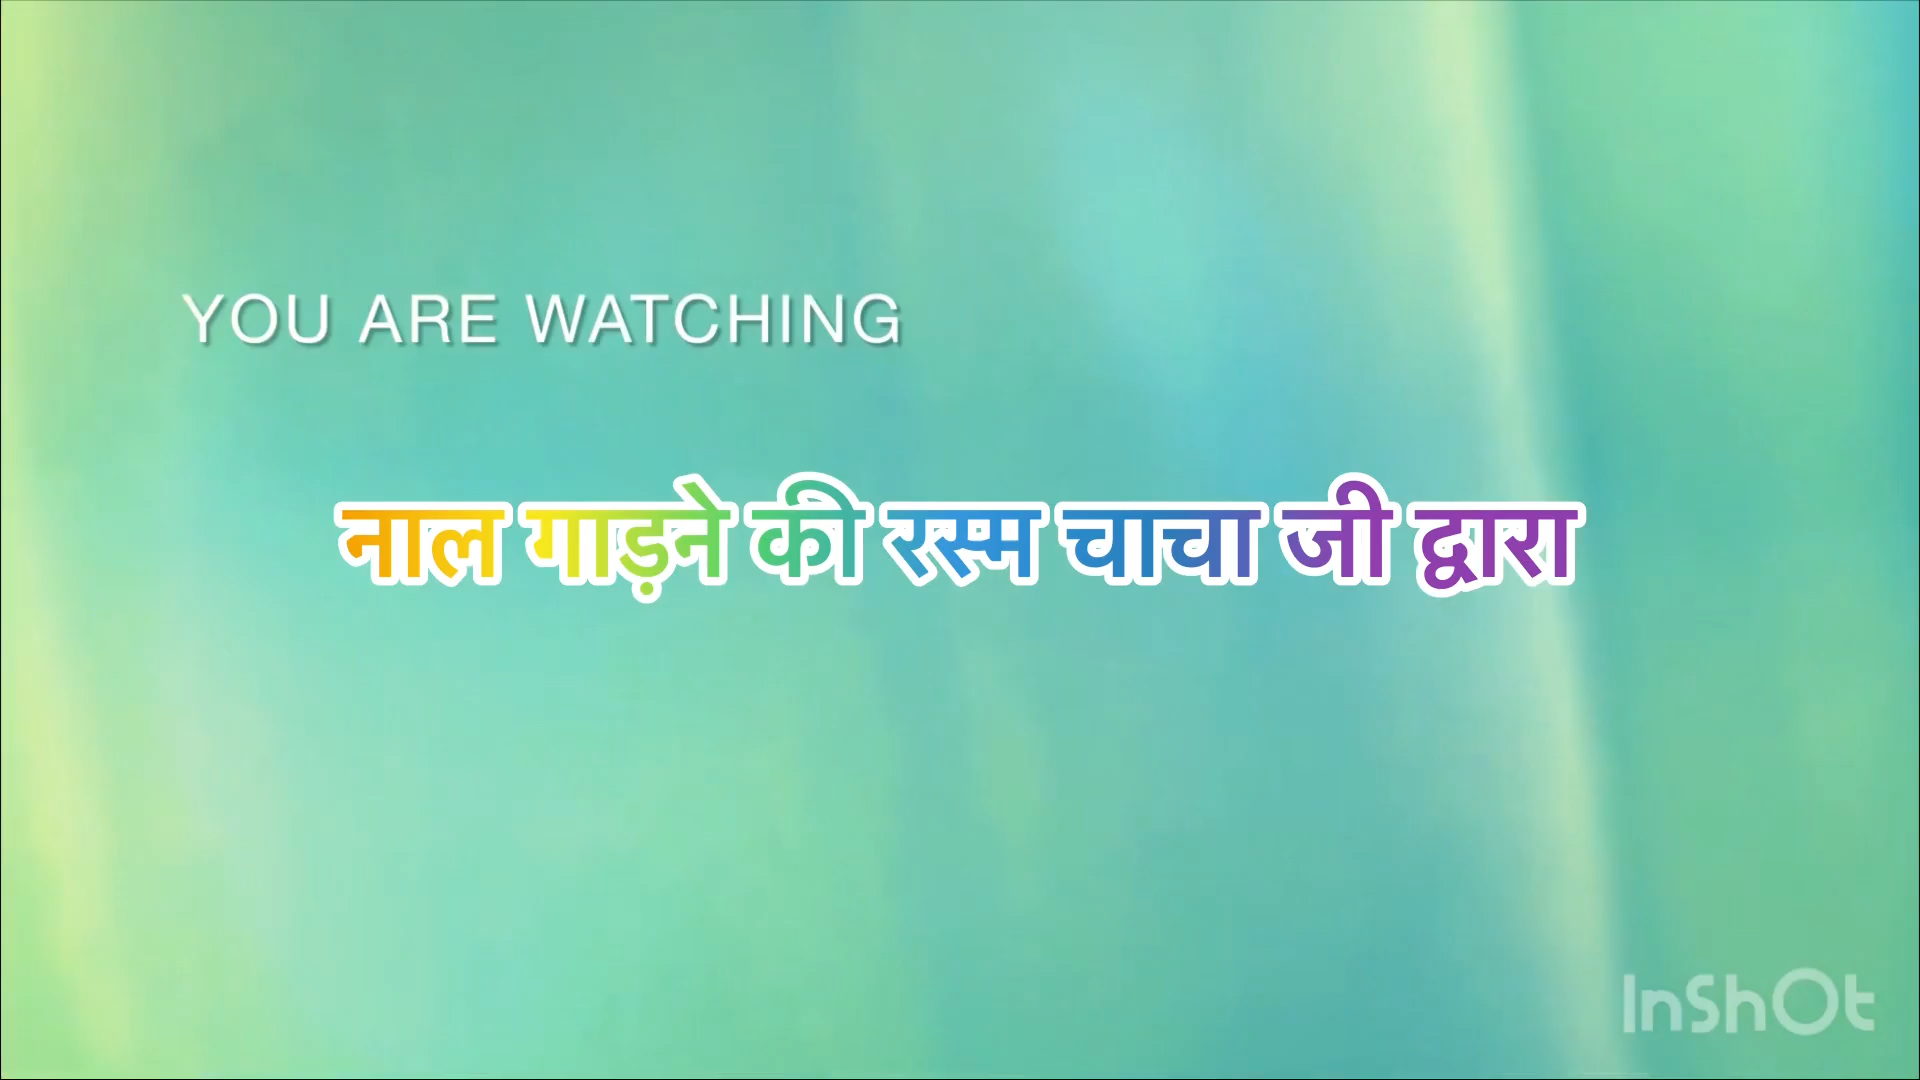 YOU ARE WATCHING
नाल गाड़ने की रस्म चाचा जी द्वारा
InShOt